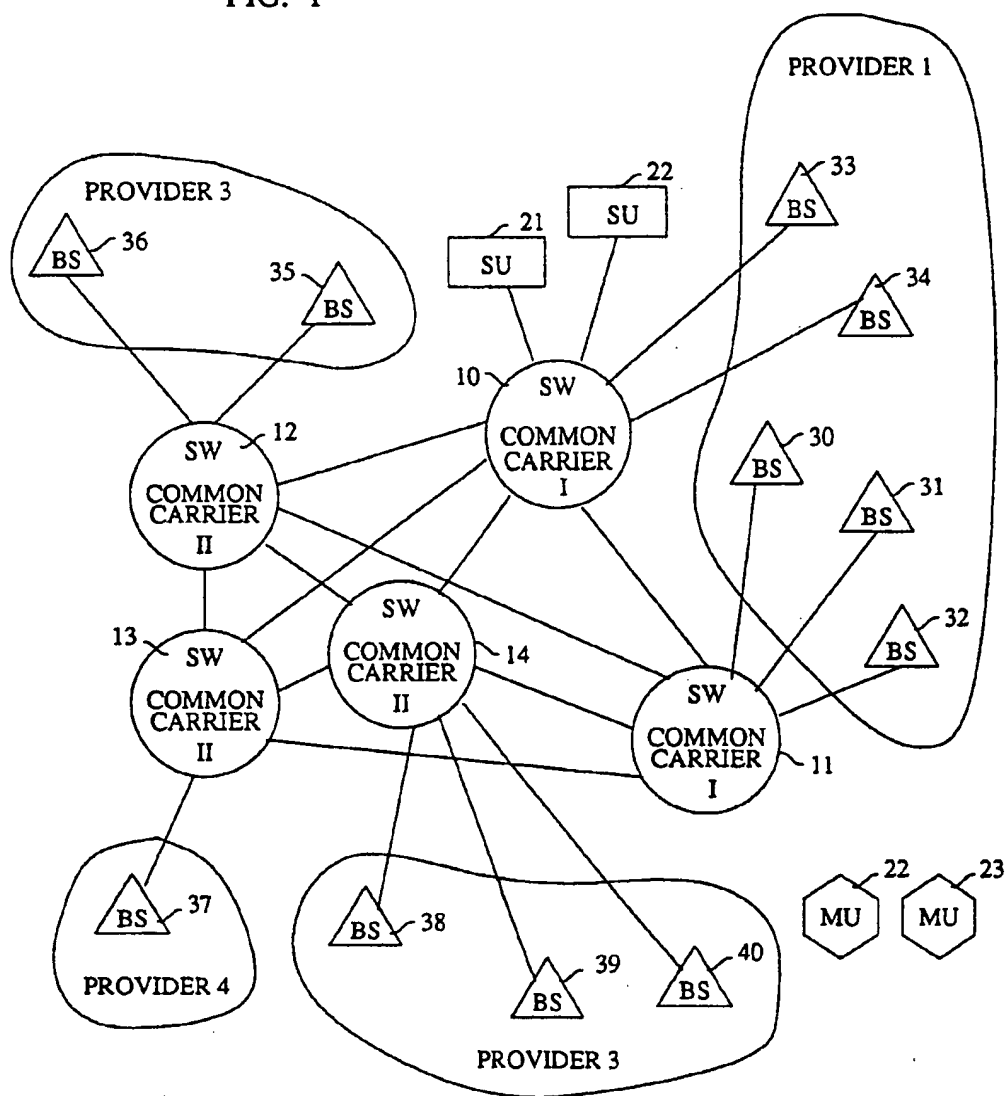 FIG. 1
PROVIDER 1
33
BS
PROVIDER 3
22
SU
21
SU
36
BS
35
BS
34
BS
10
SW
COMMON
CARRIER
I
12
SW
COMMON
CARRIER
II
30
BS
31
BS
32
BS
13
SW
COMMON
CARRIER
II
14
SW
COMMON
CARRIER
II
SW
COMMON
CARRIER
I
11
22
MU
23
MU
BS
37
PROVIDER 4
BS
38
39
BS
40
BS
PROVIDER 3